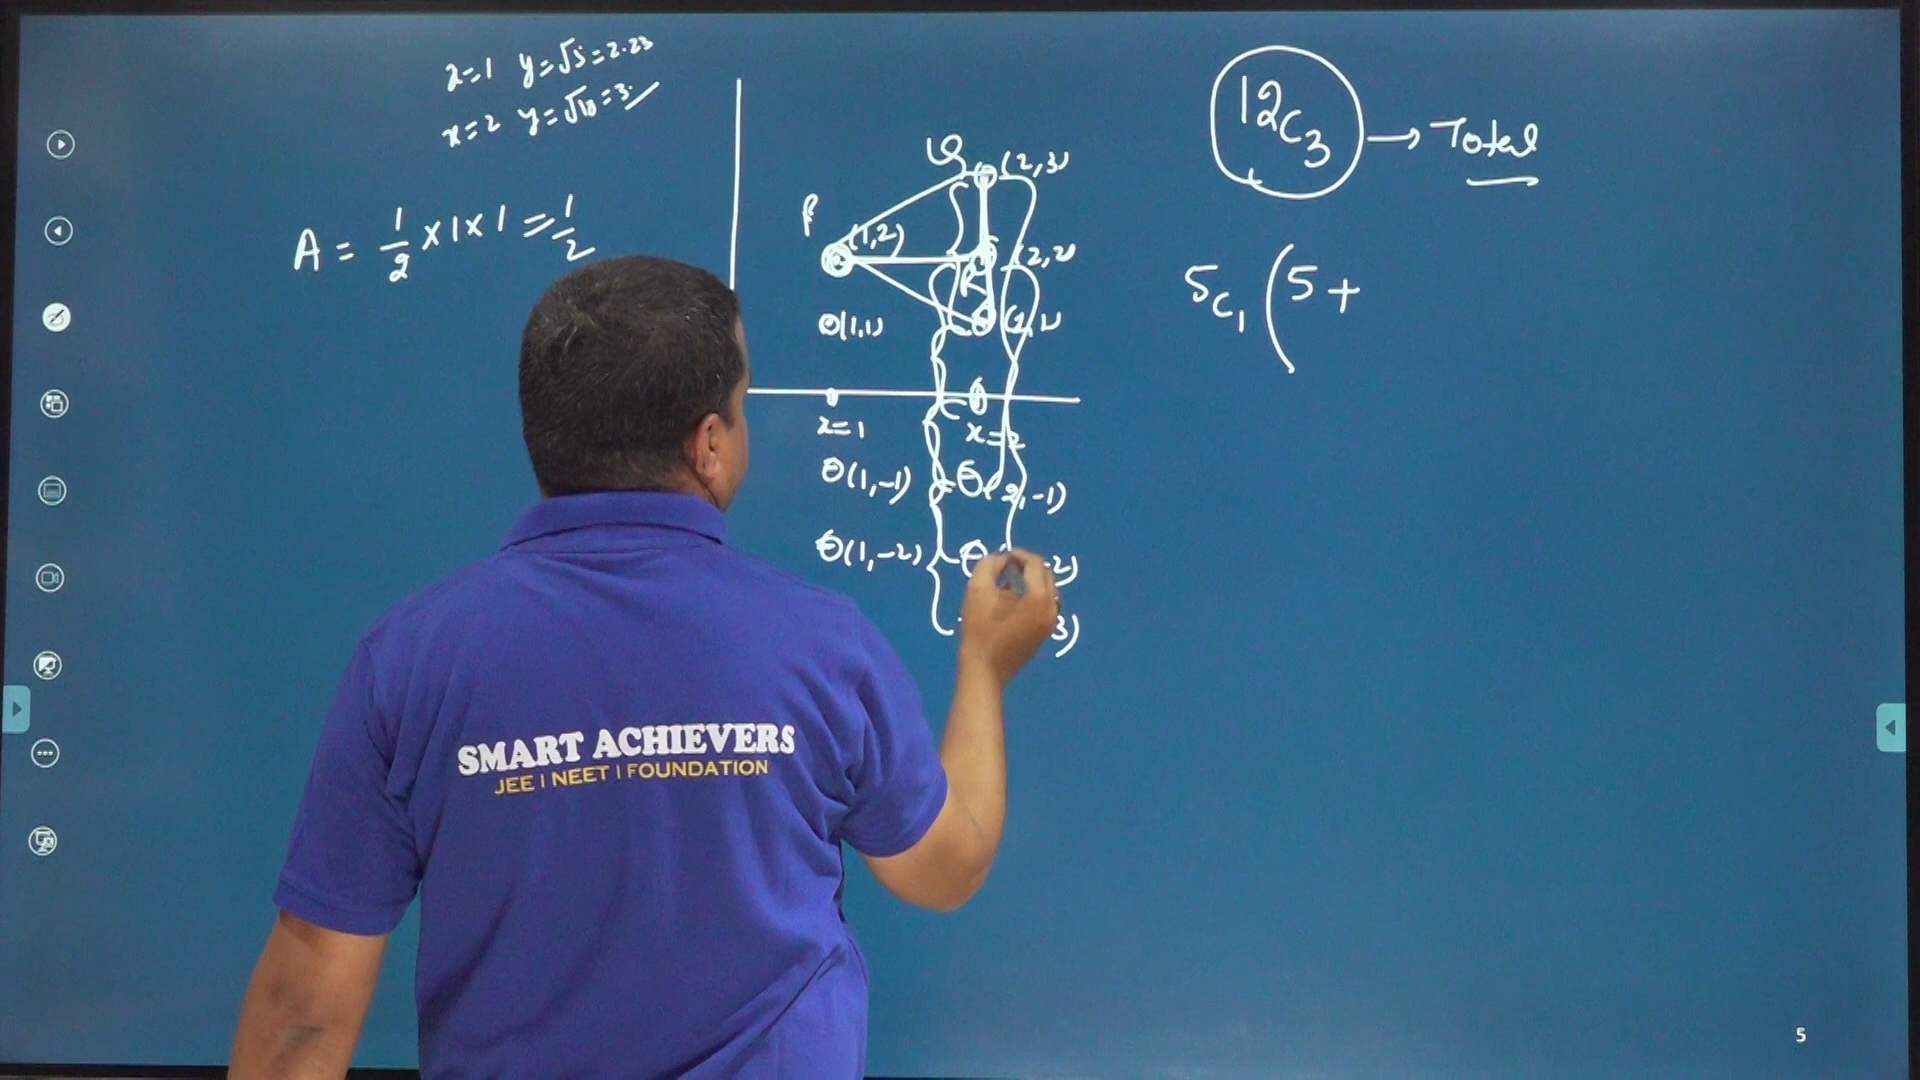 x=1 y=√5=2.23
x=2 y=√10=3.
A = 1/2 × 1 × 1 = 1/2
P
Q
(2,3)
(1,2)
(2,2)
R
(1,1)
(2,1)
x=1
x=2
(1,-1)
(2,-1)
(1,-2)
-2)
3)
12C3 → Total
5C1 (5 +
SMART ACHIEVERS
JEE | NEET | FOUNDATION
5